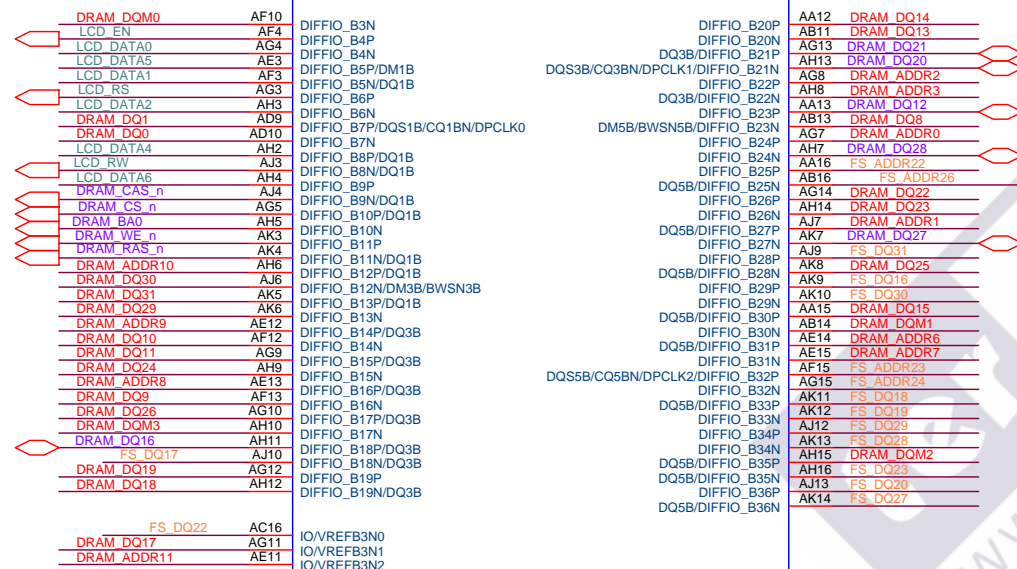 DRAM_DQM0 AF10 DIFFIO_B3N
LCD_EN AF4 DIFFIO_B4P
LCD_DATA0 AG4 DIFFIO_B4N
LCD_DATA5 AE3 DIFFIO_B5P/DM1B
LCD_DATA1 AF3 DIFFIO_B5N/DQ1B
LCD_RS AG3 DIFFIO_B6P
LCD_DATA2 AH3 DIFFIO_B6N
DRAM_DQ1 AD9 DIFFIO_B7P/DQS1B/CQ1BN/DPCLK0
DRAM_DQ0 AD10 DIFFIO_B7N
LCD_DATA4 AH2 DIFFIO_B8P/DQ1B
LCD_RW AJ3 DIFFIO_B8N/DQ1B
LCD_DATA6 AH4 DIFFIO_B9P
DRAM_CAS_n AJ4 DIFFIO_B9N/DQ1B
DRAM_CS_n AG5 DIFFIO_B10P/DQ1B
DRAM_BA0 AH5 DIFFIO_B10N
DRAM_WE_n AK3 DIFFIO_B11P
DRAM_RAS_n AK4 DIFFIO_B11N/DQ1B
DRAM_ADDR10 AH6 DIFFIO_B12P/DQ1B
DRAM_DQ30 AJ6 DIFFIO_B12N/DM3B/BWSN3B
DRAM_DQ31 AK5 DIFFIO_B13P/DQ1B
DRAM_DQ29 AK6 DIFFIO_B13N
DRAM_ADDR9 AE12 DIFFIO_B14P/DQ3B
DRAM_DQ10 AF12 DIFFIO_B14N
DRAM_DQ11 AG9 DIFFIO_B15P/DQ3B
DRAM_DQ24 AH9 DIFFIO_B15N
DRAM_ADDR8 AE13 DIFFIO_B16P/DQ3B
DRAM_DQ9 AF13 DIFFIO_B16N
DRAM_DQ26 AG10 DIFFIO_B17P/DQ3B
DRAM_DQM3 AH10 DIFFIO_B17N
DRAM_DQ16 AH11 DIFFIO_B18P/DQ3B
FS_DQ17 AJ10 DIFFIO_B18N/DQ3B
DRAM_DQ19 AG12 DIFFIO_B19P
DRAM_DQ18 AH12 DIFFIO_B19N/DQ3B
FS_DQ22 AC16 IO/VREFB3N0
DRAM_DQ17 AG11 IO/VREFB3N1
DRAM_ADDR11 AE11 IO/VREFB3N2
DIFFIO_B20P AA12 DRAM_DQ14
DIFFIO_B20N AB11 DRAM_DQ13
DQ3B/DIFFIO_B21P AG13 DRAM_DQ21
DQS3B/CQ3BN/DPCLK1/DIFFIO_B21N AH13 DRAM_DQ20
DIFFIO_B22P AG8 DRAM_ADDR2
DQ3B/DIFFIO_B22N AH8 DRAM_ADDR3
DIFFIO_B23P AA13 DRAM_DQ12
DM5B/BWSN5B/DIFFIO_B23N AB13 DRAM_DQ8
DIFFIO_B24P AG7 DRAM_ADDR0
DIFFIO_B24N AH7 DRAM_DQ28
DIFFIO_B25P AA16 FS_ADDR22
DQ5B/DIFFIO_B25N AB16 FS_ADDR26
DIFFIO_B26P AG14 DRAM_DQ22
DIFFIO_B26N AH14 DRAM_DQ23
DQ5B/DIFFIO_B27P AJ7 DRAM_ADDR1
DIFFIO_B27N AK7 DRAM_DQ27
DIFFIO_B28P AJ9 FS_DQ31
DQ5B/DIFFIO_B28N AK8 DRAM_DQ25
DIFFIO_B29P AK9 FS_DQ16
DIFFIO_B29N AK10 FS_DQ30
DQ5B/DIFFIO_B30P AA15 DRAM_DQ15
DIFFIO_B30N AB14 DRAM_DQM1
DQ5B/DIFFIO_B31P AE14 DRAM_ADDR6
DIFFIO_B31N AE15 DRAM_ADDR7
DQS5B/CQ5BN/DPCLK2/DIFFIO_B32P AF15 FS_ADDR23
DIFFIO_B32N AG15 FS_ADDR24
DQ5B/DIFFIO_B33P AK11 FS_DQ18
DIFFIO_B33N AK12 FS_DQ19
DIFFIO_B34P AJ12 FS_DQ29
DIFFIO_B34N AK13 FS_DQ28
DQ5B/DIFFIO_B35P AH15 DRAM_DQM2
DQ5B/DIFFIO_B35N AH16 FS_DQ23
DIFFIO_B36P AJ13 FS_DQ20
DQ5B/DIFFIO_B36N AK14 FS_DQ27